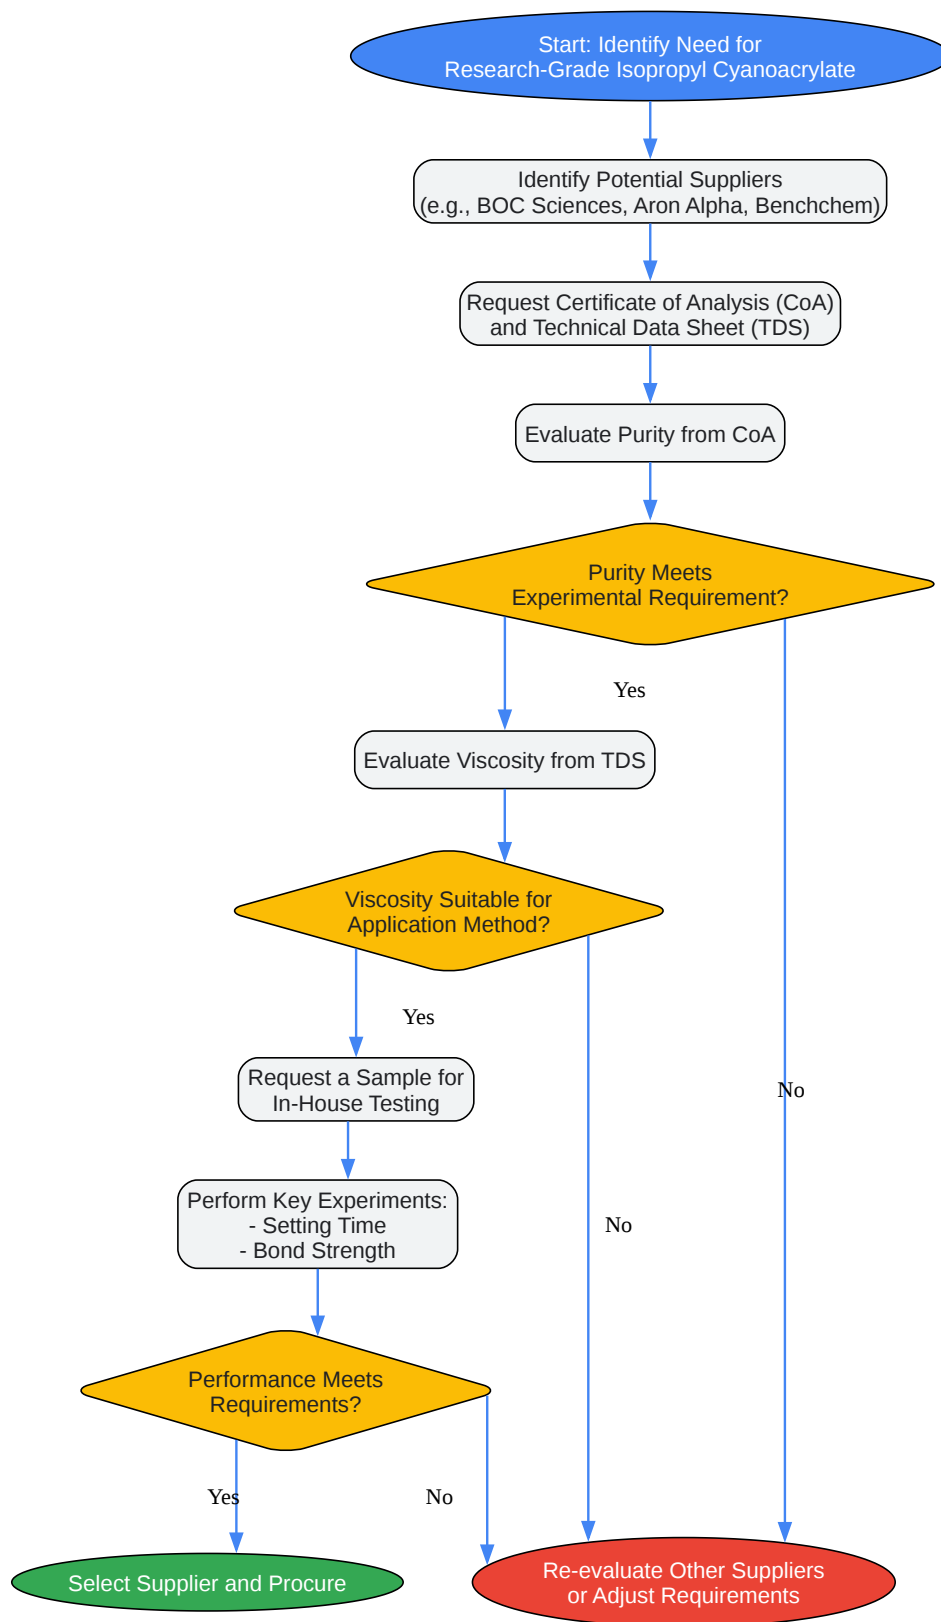 Start: Identify Need for
Research-Grade Isopropyl Cyanoacrylate
Identify Potential Suppliers
(e.g., BOC Sciences, Aron Alpha, Benchchem)
Request Certificate of Analysis (CoA)
and Technical Data Sheet (TDS)
Evaluate Purity from CoA
Purity Meets
Experimental Requirement?
Yes
Evaluate Viscosity from TDS
Viscosity Suitable for
Application Method?
Yes
Request a Sample for
In-House Testing
No
Perform Key Experiments:
- Setting Time
- Bond Strength
No
Performance Meets
Requirements?
Yes
No
Select Supplier and Procure
Re-evaluate Other Suppliers
or Adjust Requirements